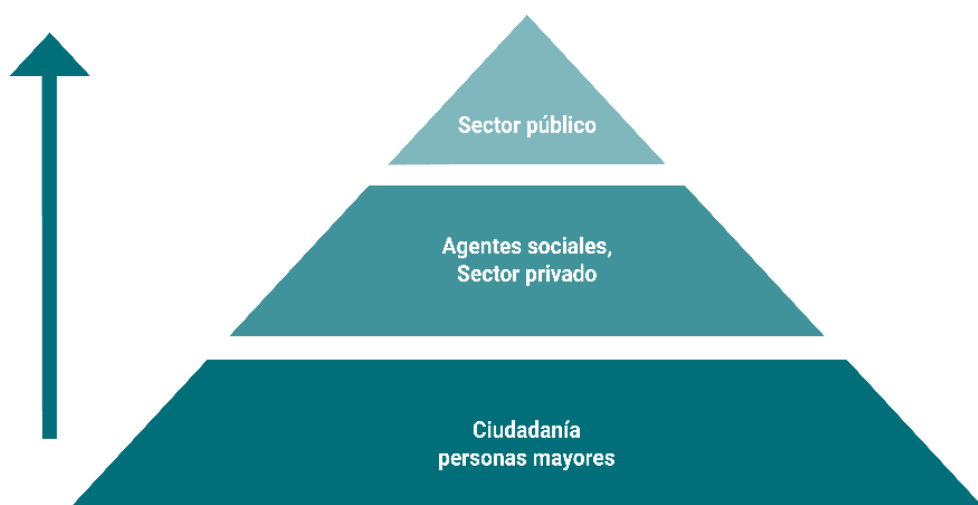 Sector público
Agentes sociales,
Sector privado
Ciudadanía
personas mayores